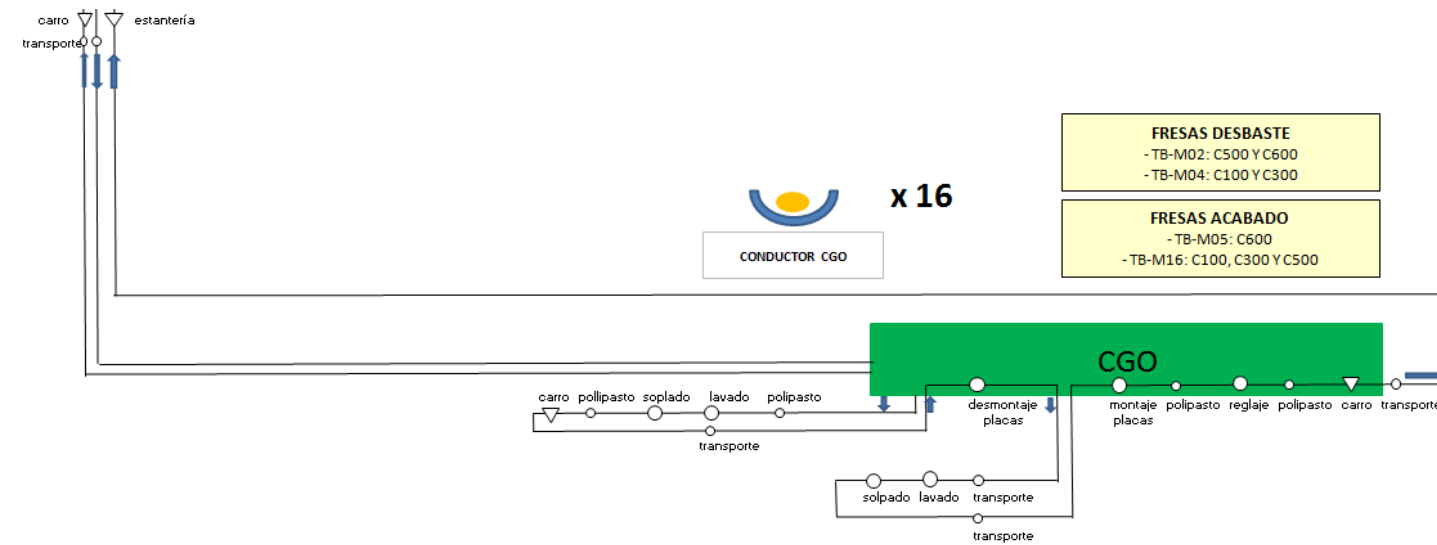 carro
estantería
transporte
FRESAS DESBASTE
- TB-M02: C500 Y C600
- TB-M04: C100 Y C300
x 16
FRESAS ACABADO
- TB-M05: C600
- TB-M16: C100, C300 Y C500
CONDUCTOR CGO
CGO
carro pollipasto soplado lavado polipasto
desmontaje
placas
montaje
placas
polipasto reglaje polipasto carro transporte
transporte
solpado lavado transporte
transporte